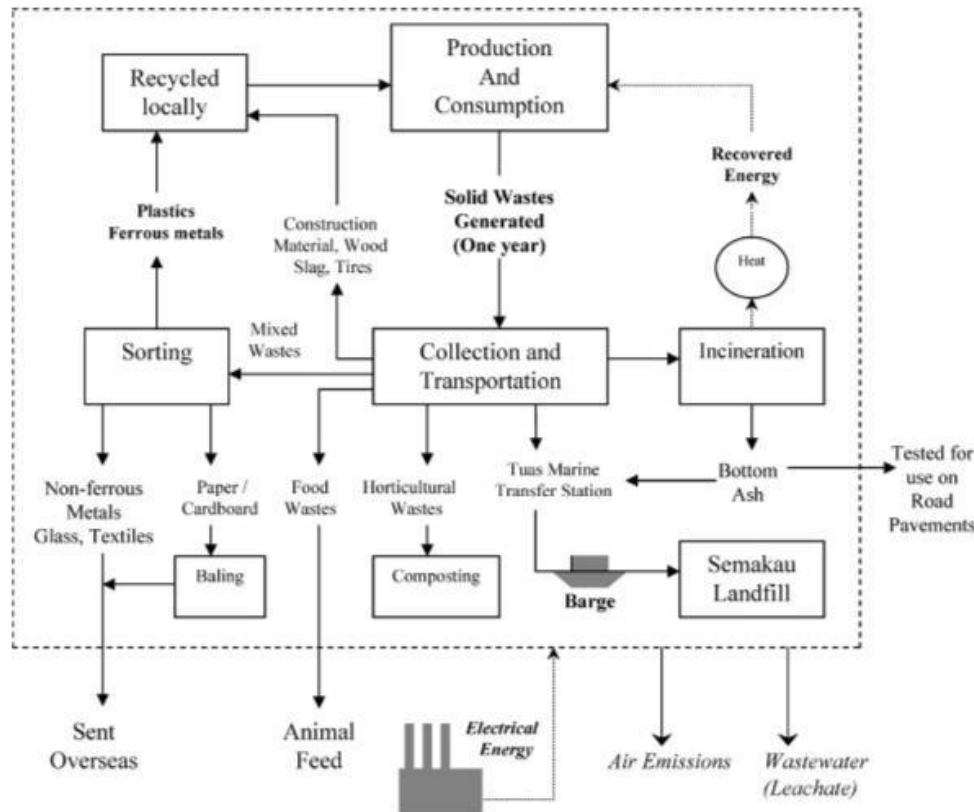 Production
And
Consumption
Recycled
locally
Recovered
Energy
Plastics
Ferrous metals
Construction
Material, Wood
Slag, Tires
Solid Wastes
Generated
(One year)
Heat
Sorting
Mixed
Wastes
Collection and
Transportation
Incineration
Non-ferrous
Metals
Glass, Textiles
Paper /
Cardboard
Food
Wastes
Horticultural
Wastes
Tuas Marine
Transfer Station
Bottom
Ash
Tested for
use on
Road
Pavements
Baling
Composting
Barge
Semakau
Landfill
Sent
Overseas
Animal
Feed
Electrical
Energy
Air Emissions
Wastewater
(Leachate)